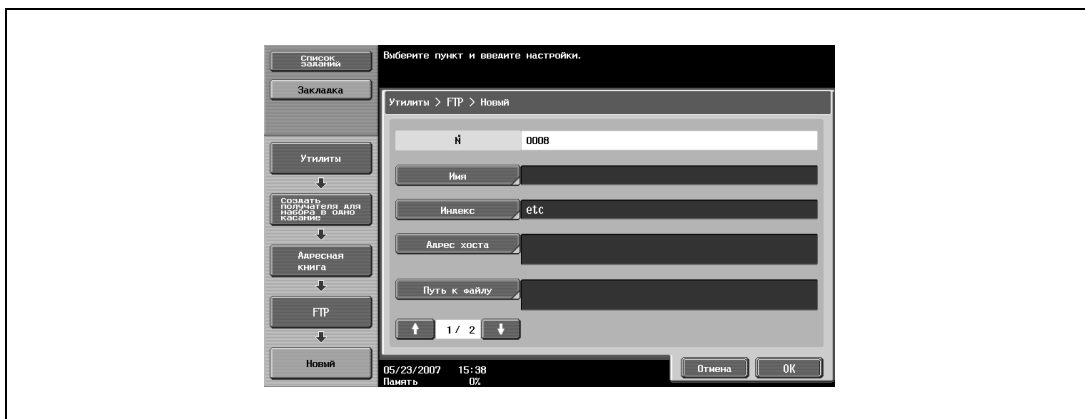 Список
заданий
Закладка
Утилиты
Создать
получателя для
набора в одно
касание
Адресная
книга
FTP
Новый
Выберите пункт и введите настройки.
Утилиты > FTP > Новый
N 0008
Имя
Индекс etc
Адрес хоста
Путь к файлу
1/ 2
Отмена OK
05/23/2007 15:38
Память 0%